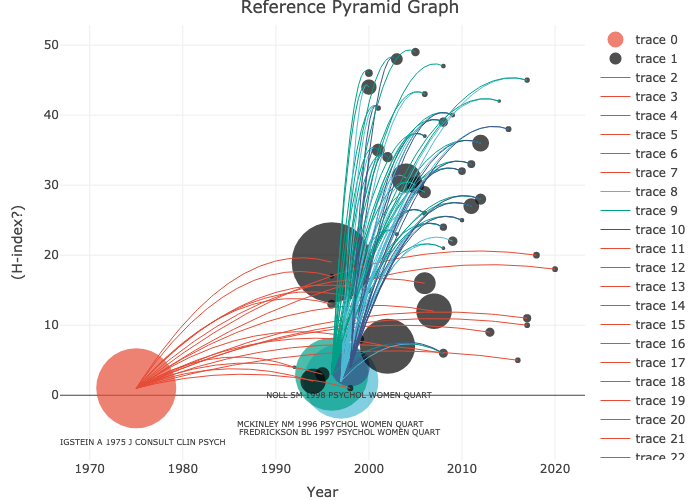 Reference Pyramid Graph
50
40
30
20
10
0
(H-index?)
1970
1980
1990
2000
2010
2020
Year
NOLL SM 1998 PSYCHOL WOMEN QUART
MCKINLEY NM 1996 PSYCHOL WOMEN QUART
FREDRICKSON BL 1997 PSYCHOL WOMEN QUART
IGSTEIN A 1975 J CONSULT CLIN PSYCH
trace 0
trace 1
trace 2
trace 3
trace 4
trace 5
trace 6
trace 7
trace 8
trace 9
trace 10
trace 11
trace 12
trace 13
trace 14
trace 15
trace 16
trace 17
trace 18
trace 19
trace 20
trace 21
trace 22